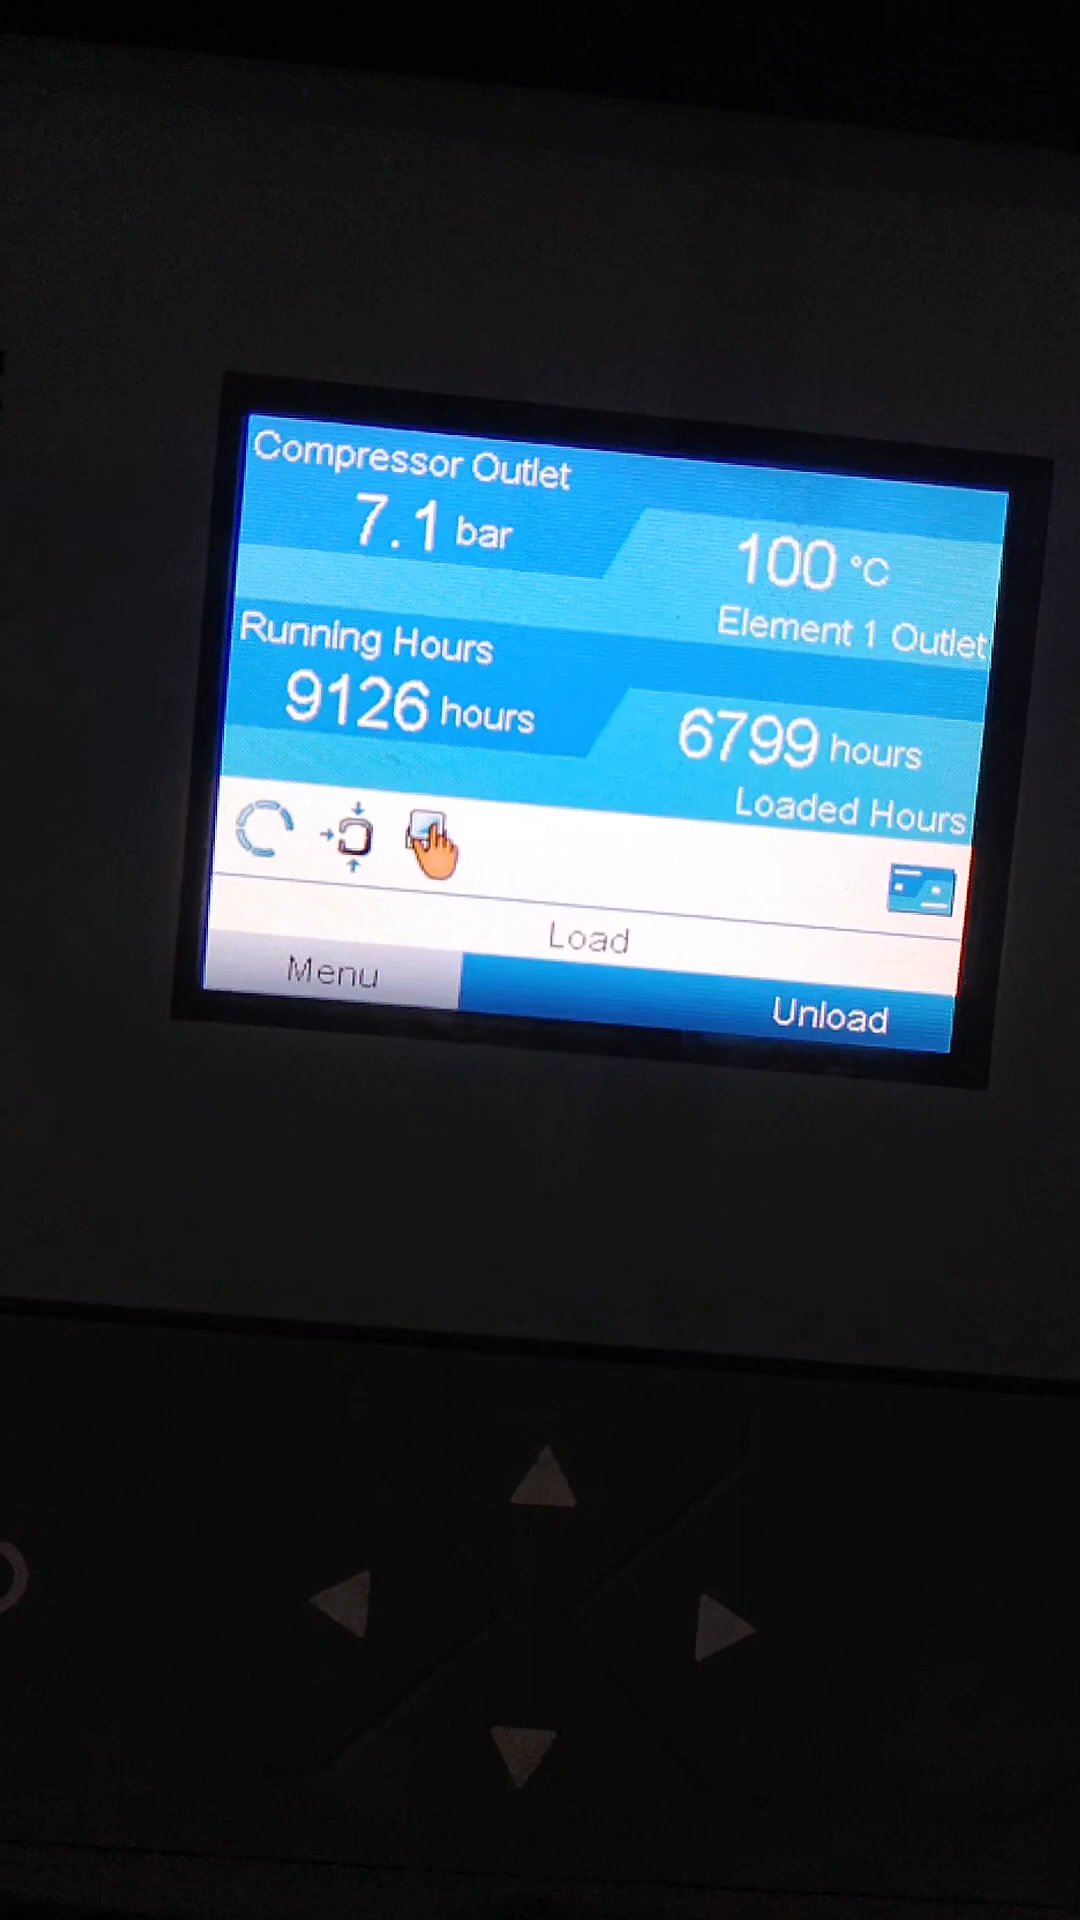 Compressor Outlet
7.1 bar
100 °C
Element 1 Outlet
Running Hours
9126 hours
6799 hours
Loaded Hours
Load
Menu
Unload